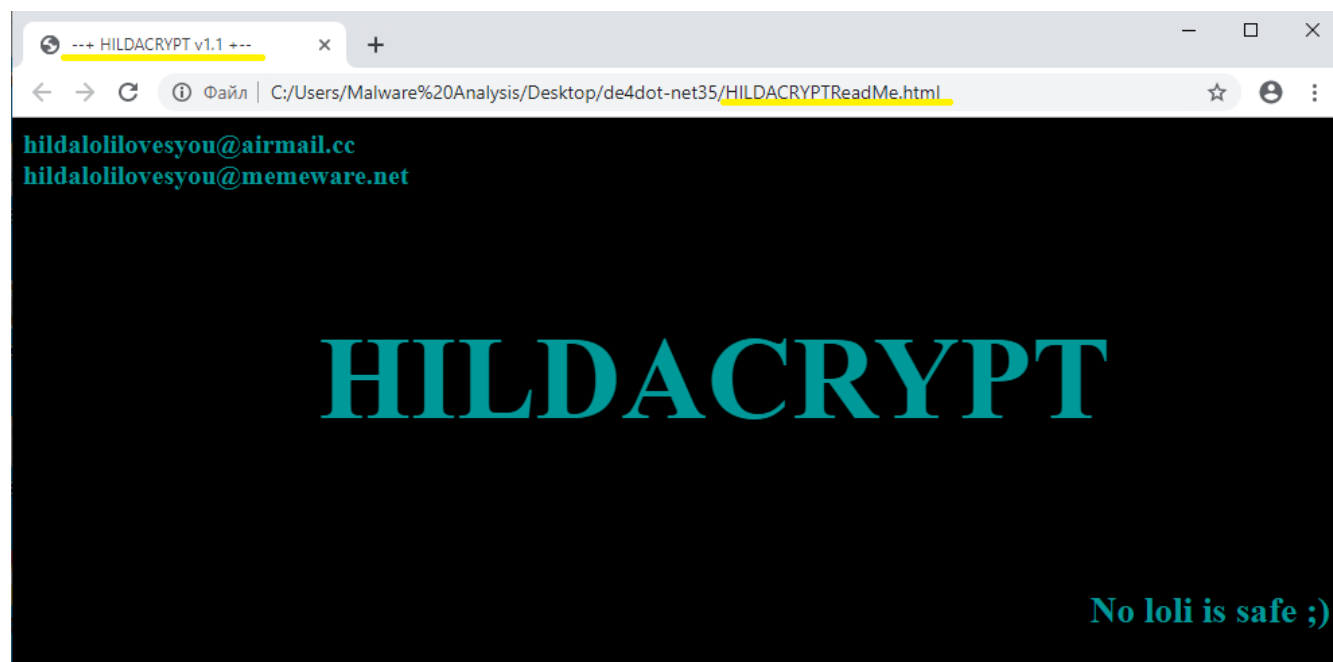 --+ HILDACRYPT v1.1 +--
Файл C:/Users/Malware%20Analysis/Desktop/de4dot-net35/HILDACRYPTReadMe.html
hildalolilovesyou@airmail.cc
hildalolilovesyou@memeware.net
HILDACRYPT
No loli is safe ;)